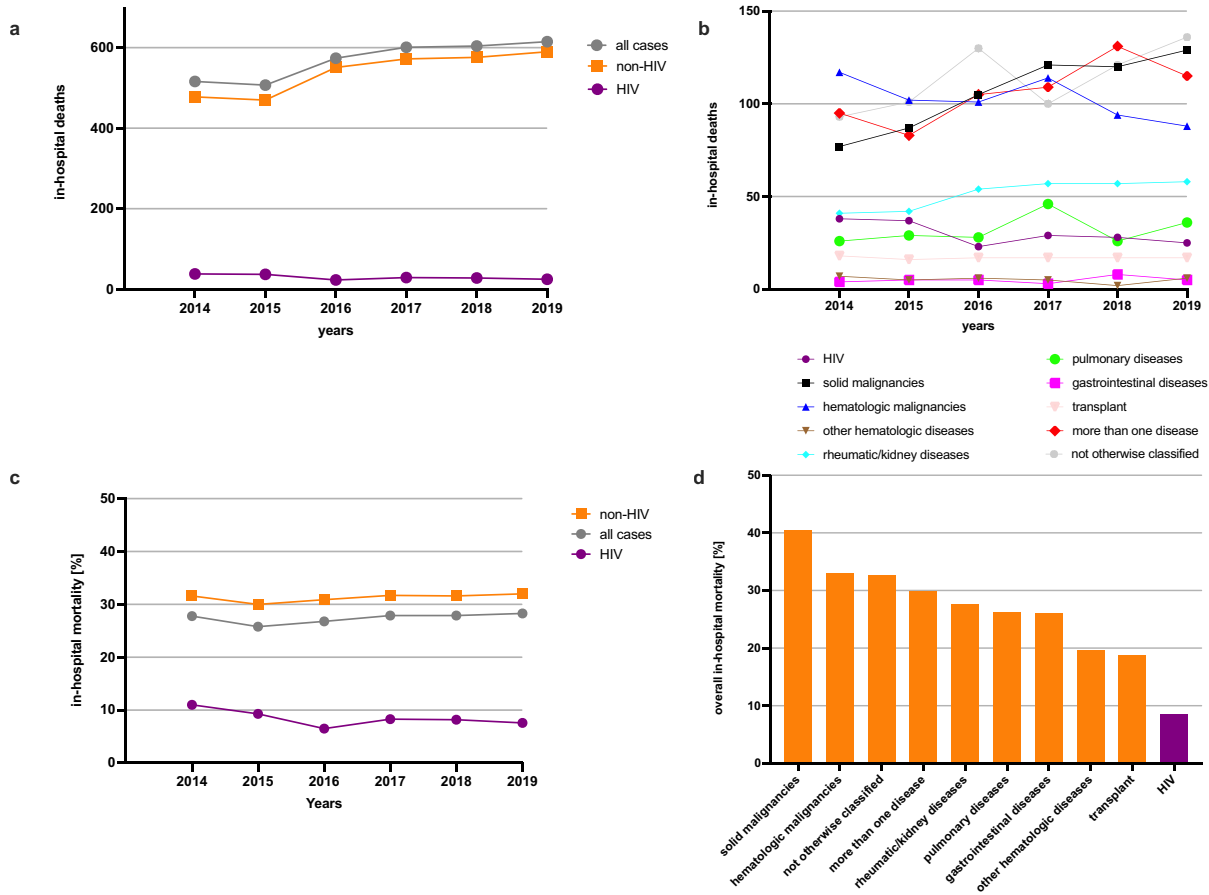 a
in-hospital deaths
600
400
200
0
2014 2015 2016 2017 2018 2019
years
all cases
non-HIV
HIV
b
in-hospital deaths
150
100
50
0
2014 2015 2016 2017 2018 2019
years
HIV
solid malignancies
hematologic malignancies
other hematologic diseases
rheumatic/kidney diseases
pulmonary diseases
gastrointestinal diseases
transplant
more than one disease
not otherwise classified
c
in-hospital mortality [%]
50
40
30
20
10
0
2014 2015 2016 2017 2018 2019
Years
non-HIV
all cases
HIV
d
overall in-hospital mortality [%]
50
40
30
20
10
0
solid malignancies
hematologic malignancies
not otherwise classified
more than one disease
rheumatic/kidney diseases
pulmonary diseases
gastrointestinal diseases
other hematologic diseases
transplant
HIV